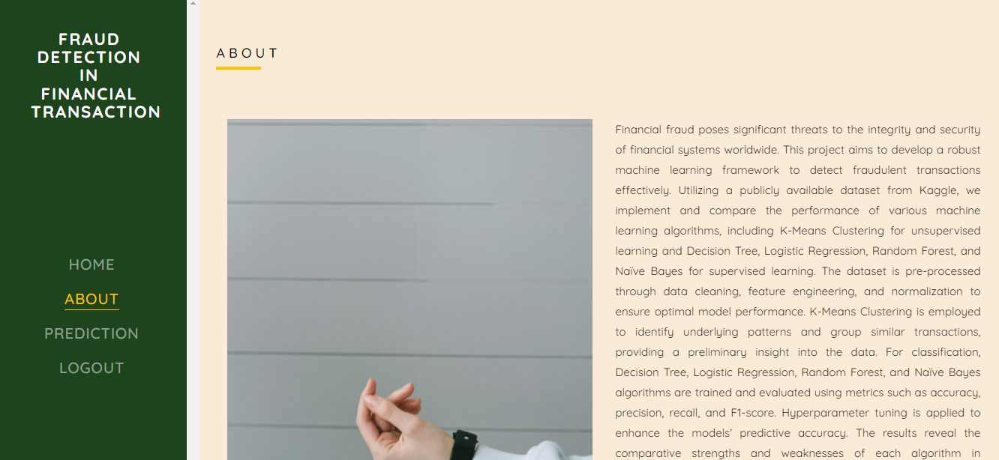 FRAUD
DETECTION
IN
FINANCIAL
TRANSACTION
HOME
ABOUT
PREDICTION
LOGOUT
ABOUT
Financial fraud poses significant threats to the integrity and security
of financial systems worldwide. This project aims to develop a robust
machine learning framework to detect fraudulent transactions
effectively. Utilizing a publicly available dataset from Kaggle, we
implement and compare the performance of various machine
learning algorithms, including K-Means Clustering for unsupervised
learning and Decision Tree, Logistic Regression, Random Forest, and
Naïve Bayes for supervised learning. The dataset is pre-processed
through data cleaning, feature engineering, and normalization to
ensure optimal model performance. K-Means Clustering is employed
to identify underlying patterns and group similar transactions,
providing a preliminary insight into the data. For classification,
Decision Tree, Logistic Regression, Random Forest, and Naïve Bayes
algorithms are trained and evaluated using metrics such as accuracy,
precision, recall, and F1-score. Hyperparameter tuning is applied to
enhance the models' predictive accuracy. The results reveal the
comparative strengths and weaknesses of each algorithm in